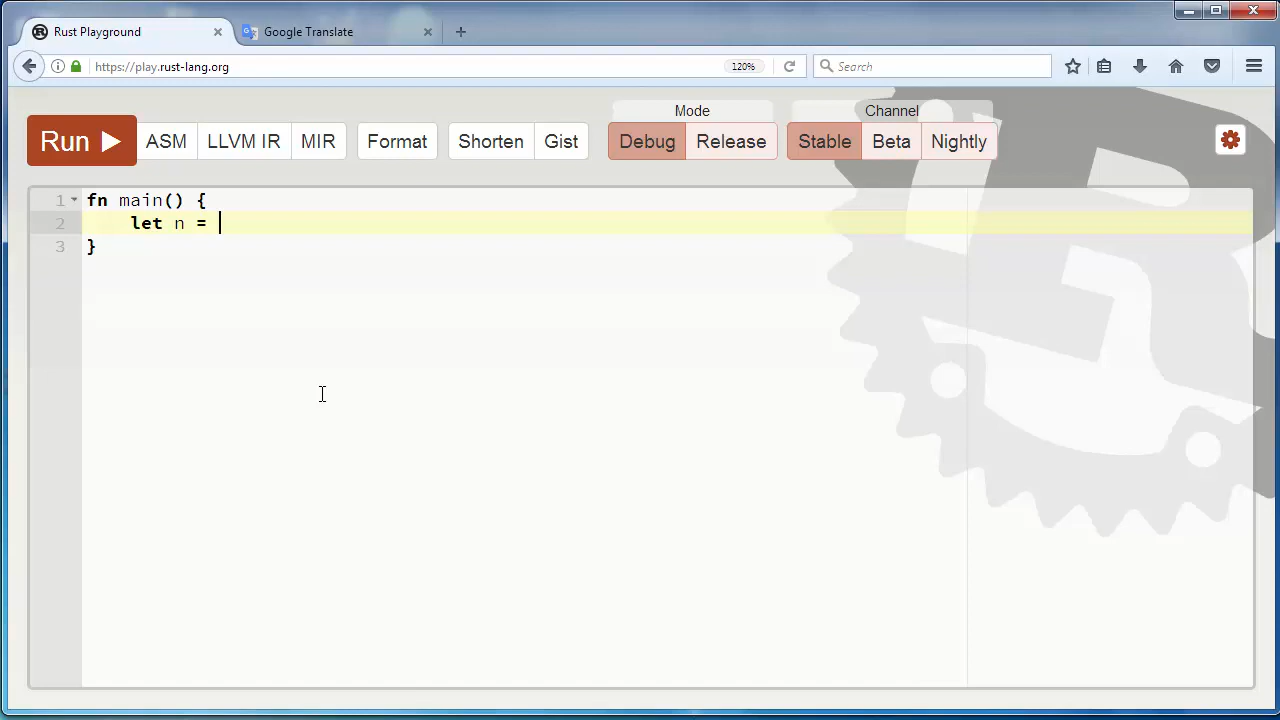 Rust Playground
Google Translate
https://play.rust-lang.org
120%
Search
Mode
Channel
Run
ASM
LLVM IR
MIR
Format
Shorten
Gist
Debug
Release
Stable
Beta
Nightly
1 fn main() {
2     let n =
3 }